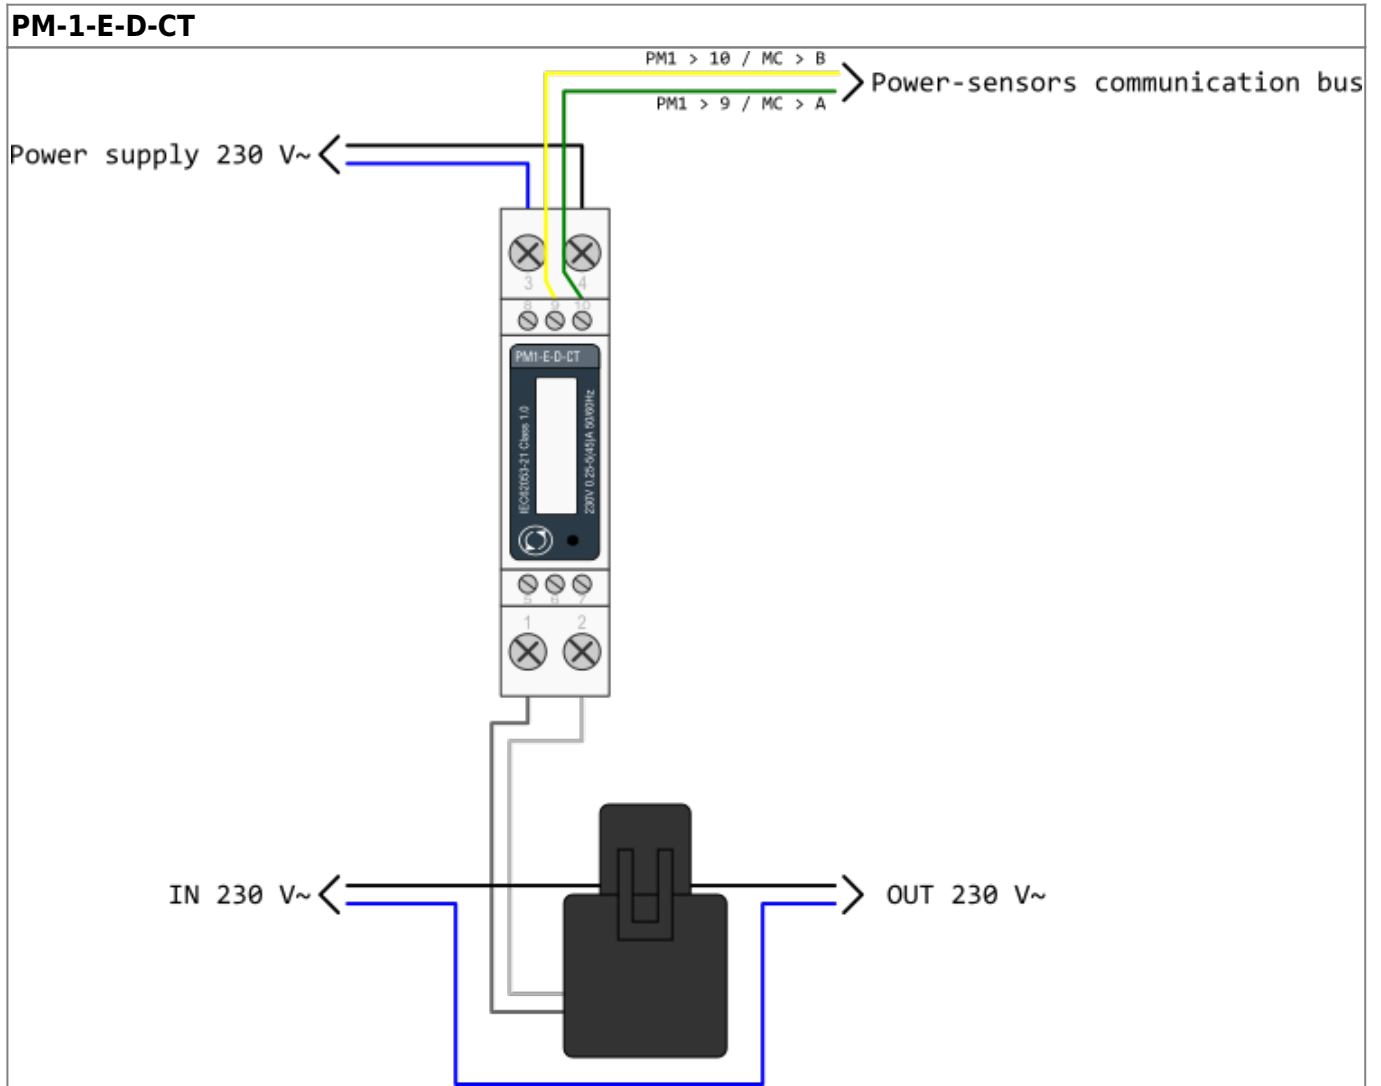 PM-1-E-D-CT
PM1 > 10 / MC > B
Power-sensors communication bus
PM1 > 9 / MC > A
Power supply 230 V~
3
4
8
9
10
PM1-E-D-CT
IEC62053-21 Class 1.0
230V 0.25-5(45)A 50/60Hz
5
6
7
1
2
IN 230 V~
OUT 230 V~